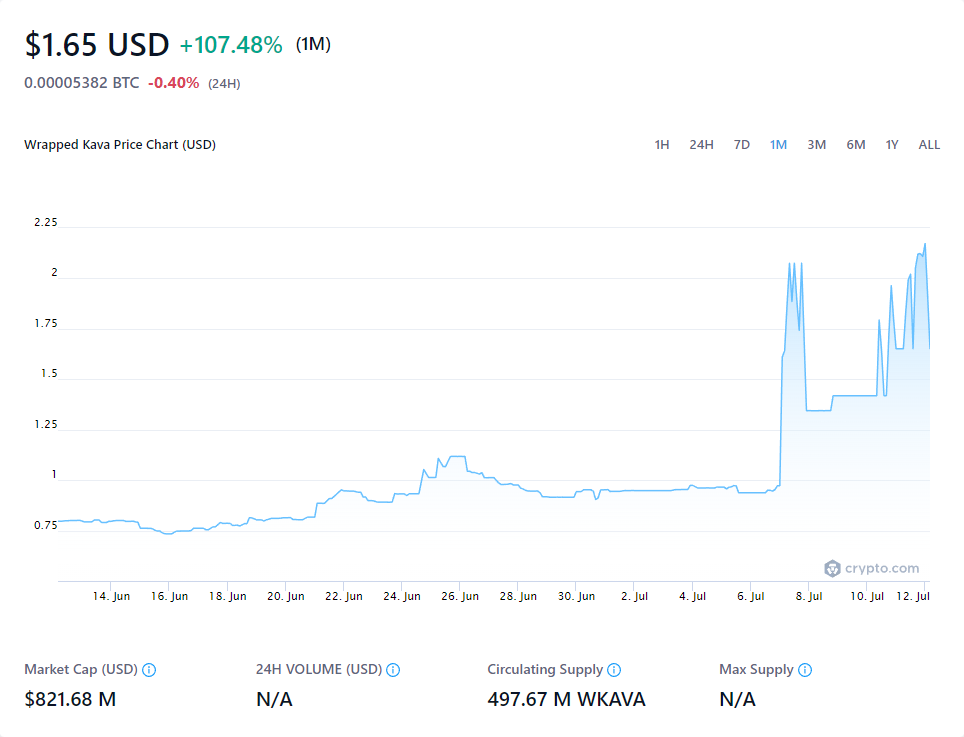 $1.65 USD +107.48% (1M)
0.00005382 BTC -0.40% (24H)
Wrapped Kava Price Chart (USD)
1H 24H 7D 1M 3M 6M 1Y ALL
2.25
2
1.75
1.5
1.25
1
0.75
crypto.com
14. Jun 16. Jun 18. Jun 20. Jun 22. Jun 24. Jun 26. Jun 28. Jun 30. Jun 2. Jul 4. Jul 6. Jul 8. Jul 10. Jul 12. Jul
Market Cap (USD) 24H VOLUME (USD) Circulating Supply Max Supply
$821.68 M N/A 497.67 M WKAVA N/A